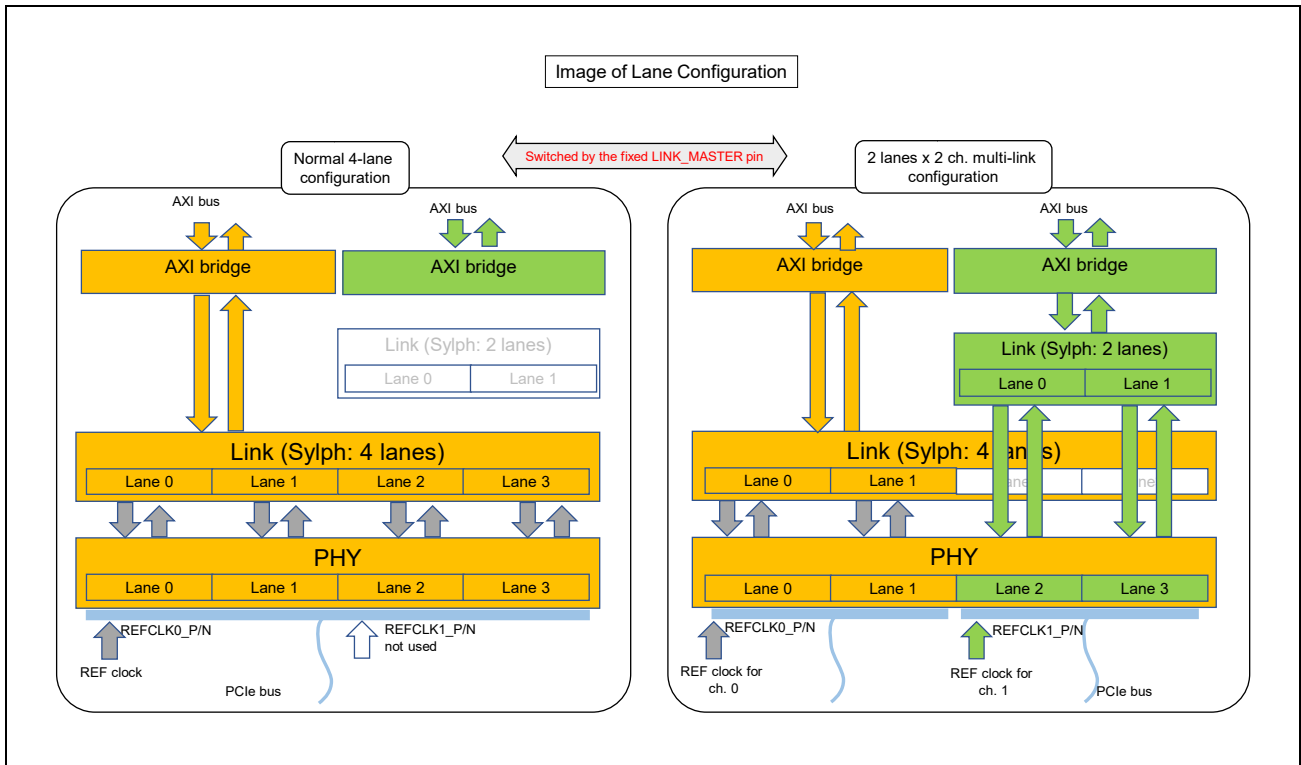 Image of Lane Configuration
Switched by the fixed LINK_MASTER pin
Normal 4-lane
configuration
AXI bus
AXI bus
AXI bridge
AXI bridge
Link (Sylph: 2 lanes)
Lane 0
Lane 1
Link (Sylph: 4 lanes)
Lane 0
Lane 1
Lane 2
Lane 3
PHY
Lane 0
Lane 1
Lane 2
Lane 3
REFCLK0_P/N
REFCLK1_P/N
not used
REF clock
PCIe bus
2 lanes x 2 ch. multi-link
configuration
AXI bus
AXI bus
AXI bridge
AXI bridge
Link (Sylph: 2 lanes)
Lane 0
Lane 1
Link (Sylph: 4 lanes)
Lane 0
Lane 1
PHY
Lane 0
Lane 1
Lane 2
Lane 3
REFCLK0_P/N
REFCLK1_P/N
REF clock for
ch. 0
REF clock for
ch. 1
PCIe bus